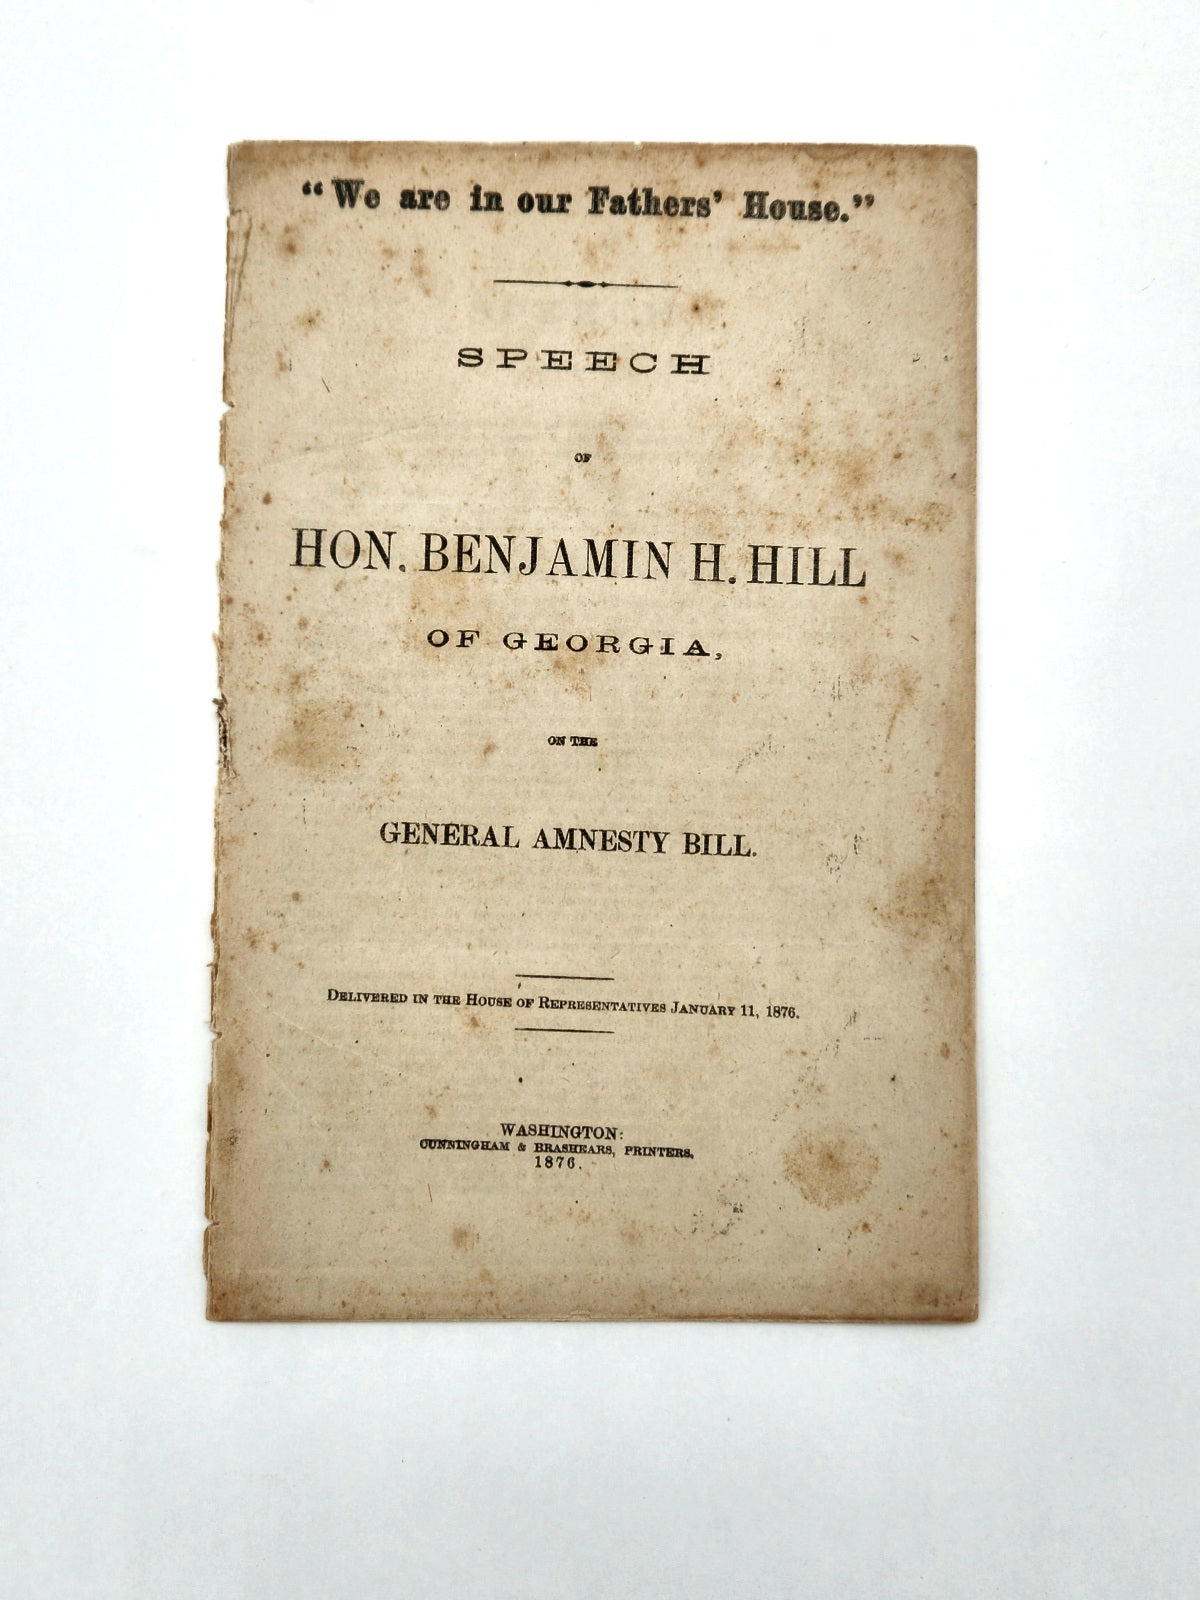 “We are in our Fathers’ House.”
SPEECH
OF
HON. BENJAMIN H. HILL
OF GEORGIA,
ON THE
GENERAL AMNESTY BILL.
DELIVERED IN THE HOUSE OF REPRESENTATIVES JANUARY 11, 1876.
WASHINGTON:
CUNNINGHAM & BRASHEARS, PRINTERS,
1876.